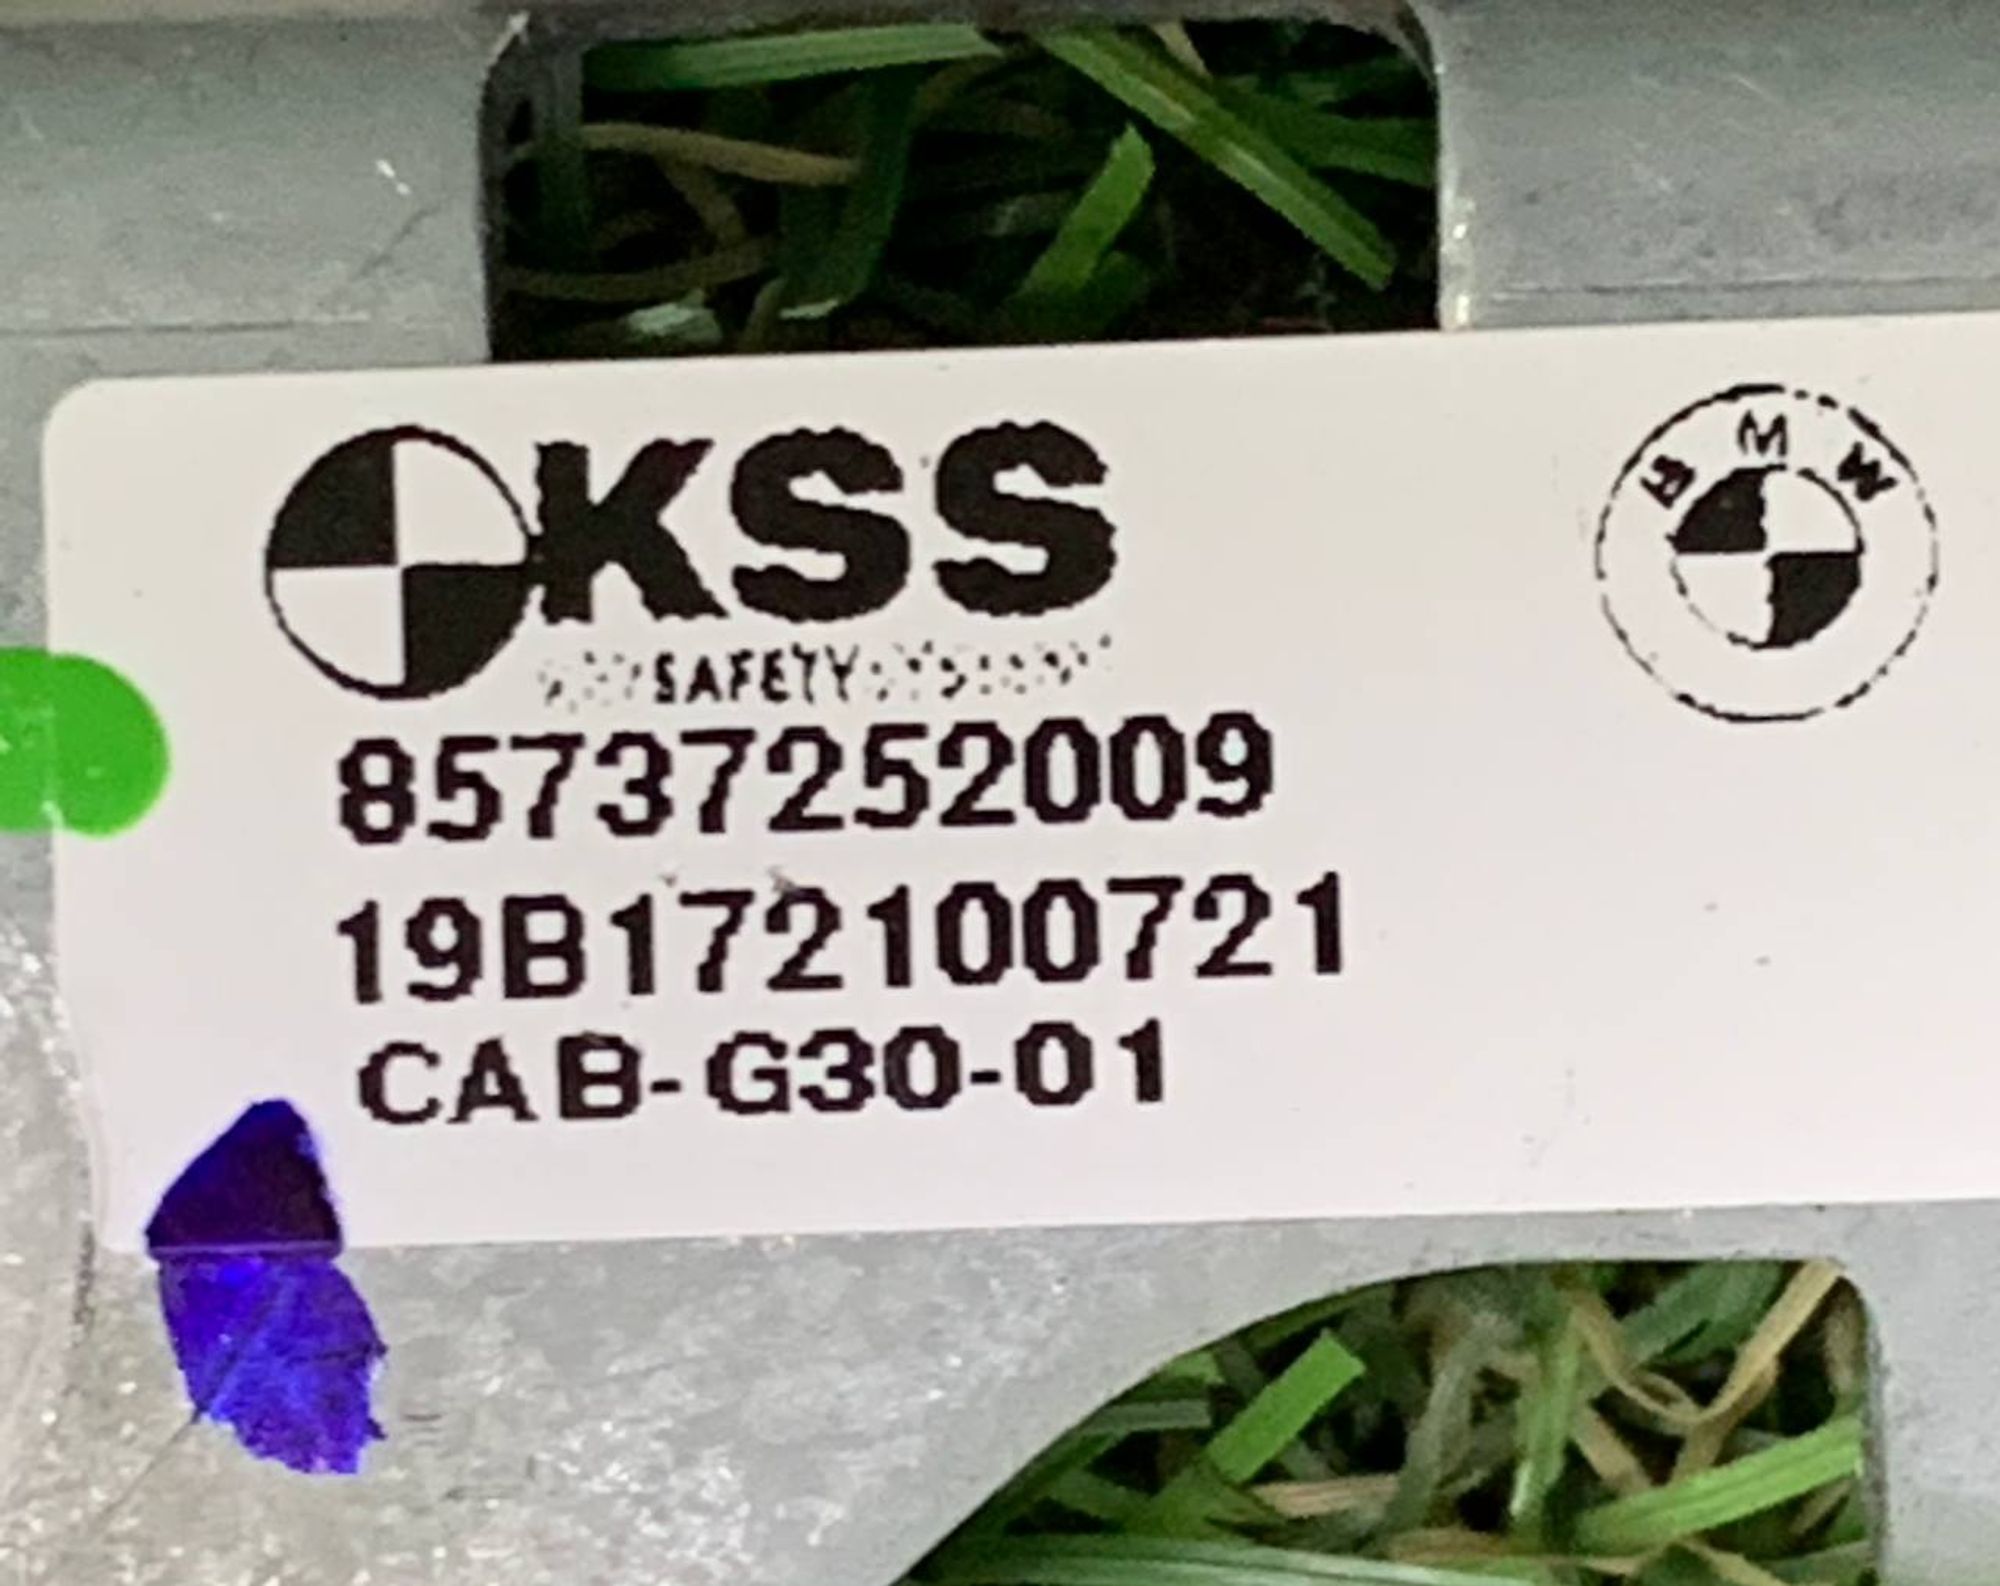 KSS
BMW
SAFETY
85737252009
19B172100721
CAB-G30-01